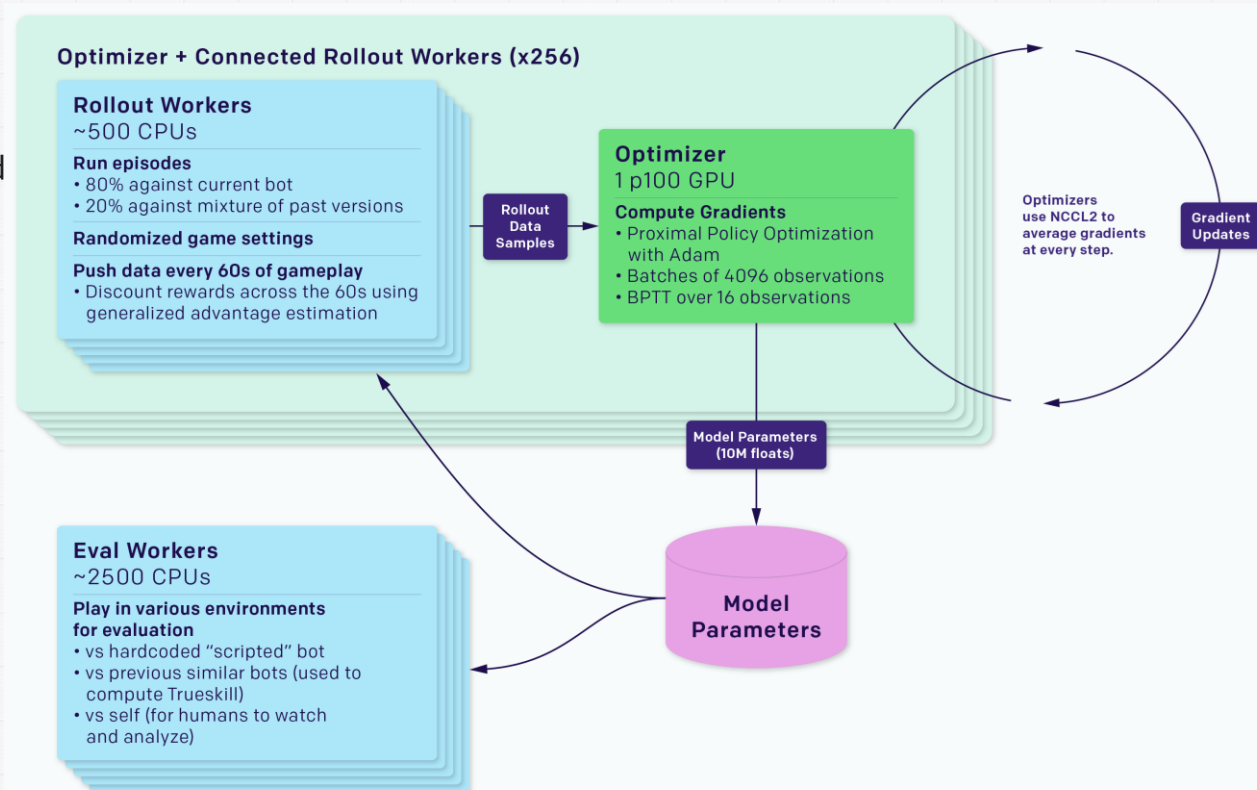 Optimizer + Connected Rollout Workers (x256)
Rollout Workers
~500 CPUs
Run episodes
• 80% against current bot
• 20% against mixture of past versions
Randomized game settings
Push data every 60s of gameplay
• Discount rewards across the 60s using
generalized advantage estimation
Rollout
Data
Samples
Optimizer
1 p100 GPU
Compute Gradients
• Proximal Policy Optimization
with Adam
• Batches of 4096 observations
• BPTT over 16 observations
Optimizers
use NCCL2 to
average gradients
at every step.
Gradient
Updates
Model Parameters
(10M floats)
Eval Workers
~2500 CPUs
Play in various environments
for evaluation
• vs hardcoded “scripted” bot
• vs previous similar bots (used to
compute Trueskill)
• vs self (for humans to watch
and analyze)
Model
Parameters